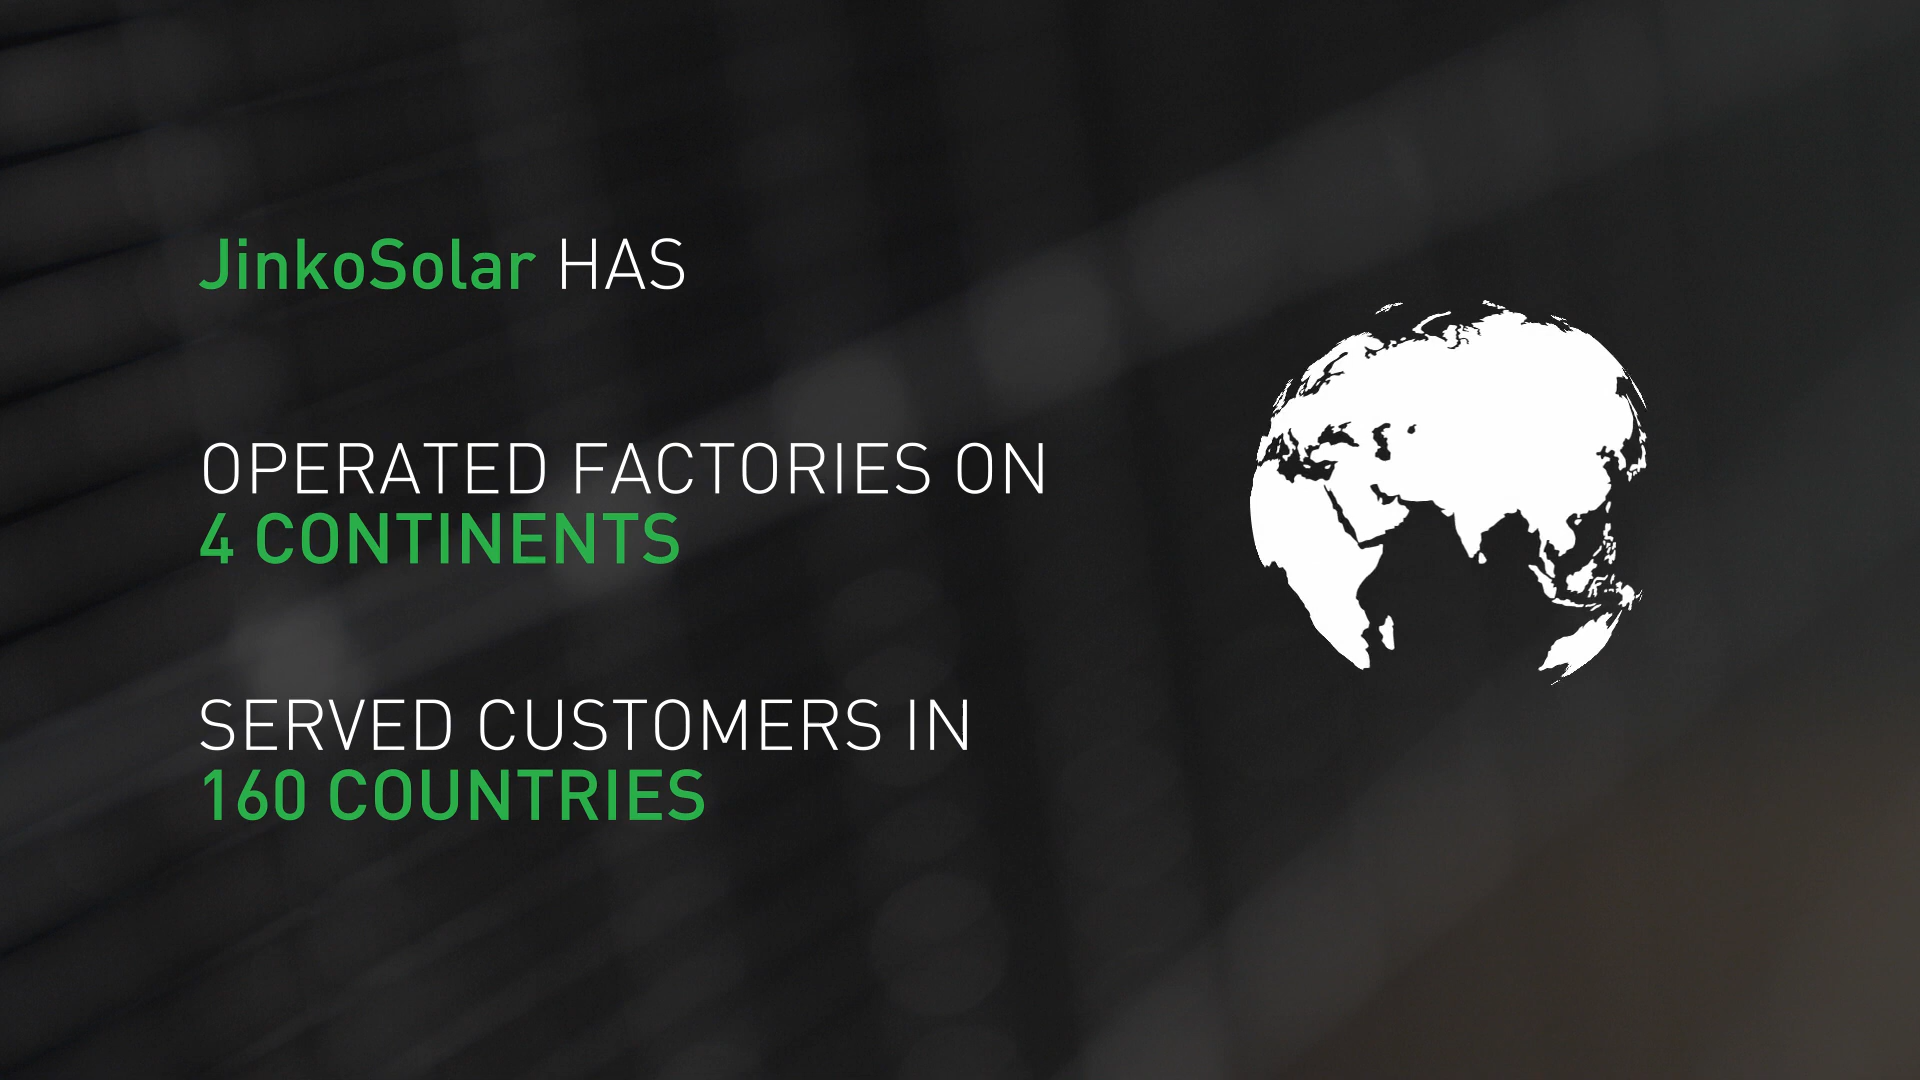 JinkoSolar HAS
OPERATED FACTORIES ON
4 CONTINENTS
SERVED CUSTOMERS IN
160 COUNTRIES